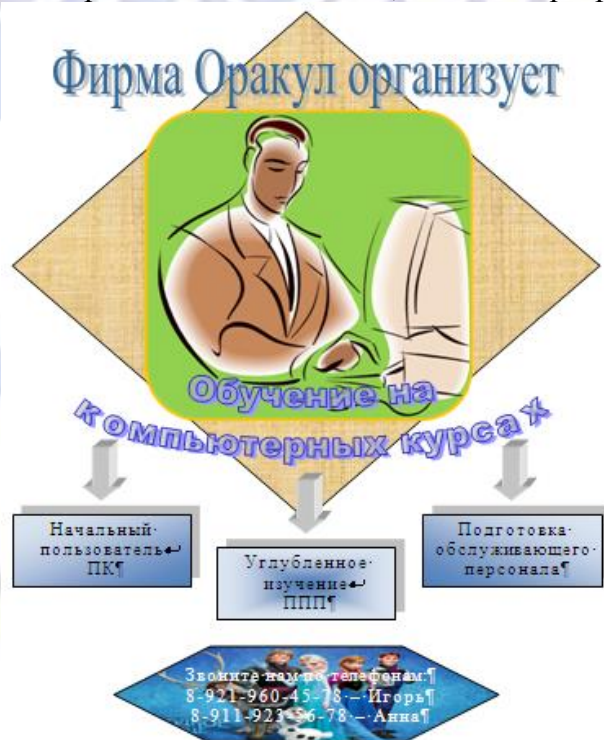 Фирма Оракул организует
Обучение на
компьютерных курсах
Начальный·
пользователь↵
ПК¶
Углубленное·
изучение↵
ППП¶
Подготовка·
обслуживающего·
персонала¶
Звоните·нам·по·телефонам:¶
8-921-960-45-78·–·Игорь¶
8-911-923-56-78·–·Анна¶